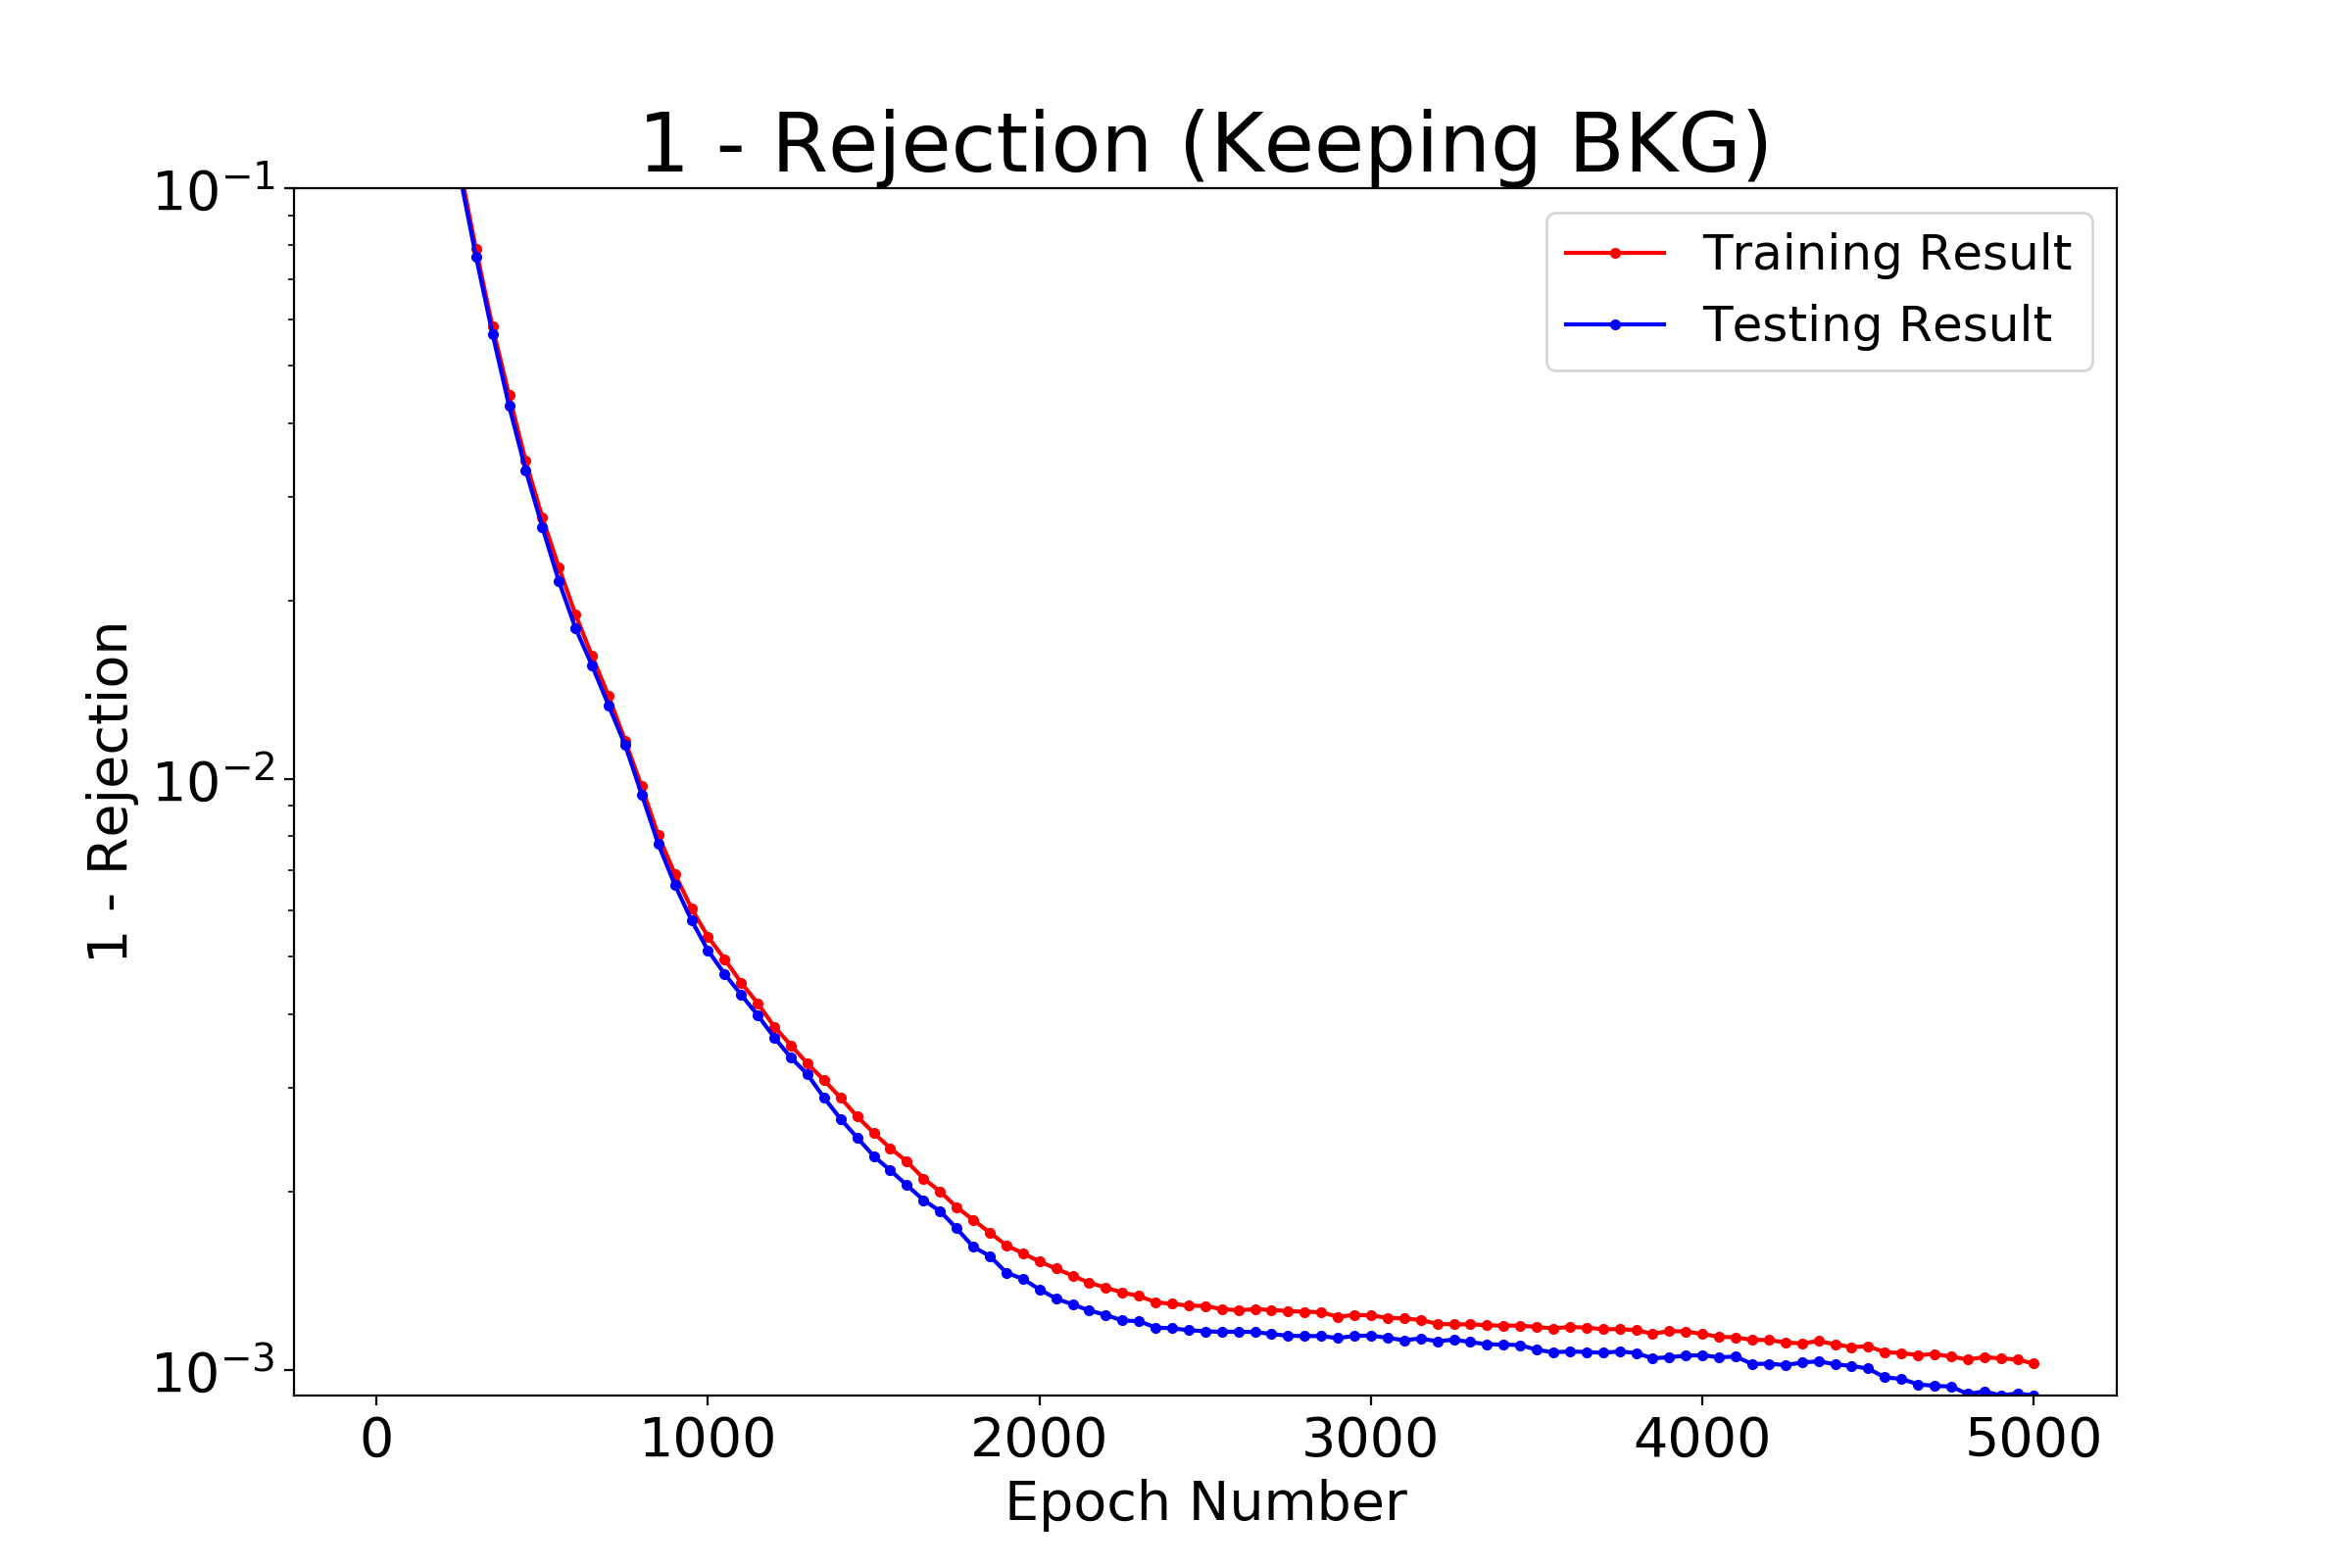 1 - Rejection (Keeping BKG)
10⁻¹
Training Result
Testing Result
1 - Rejection
10⁻²
10⁻³
0 1000 2000 3000 4000 5000
Epoch Number